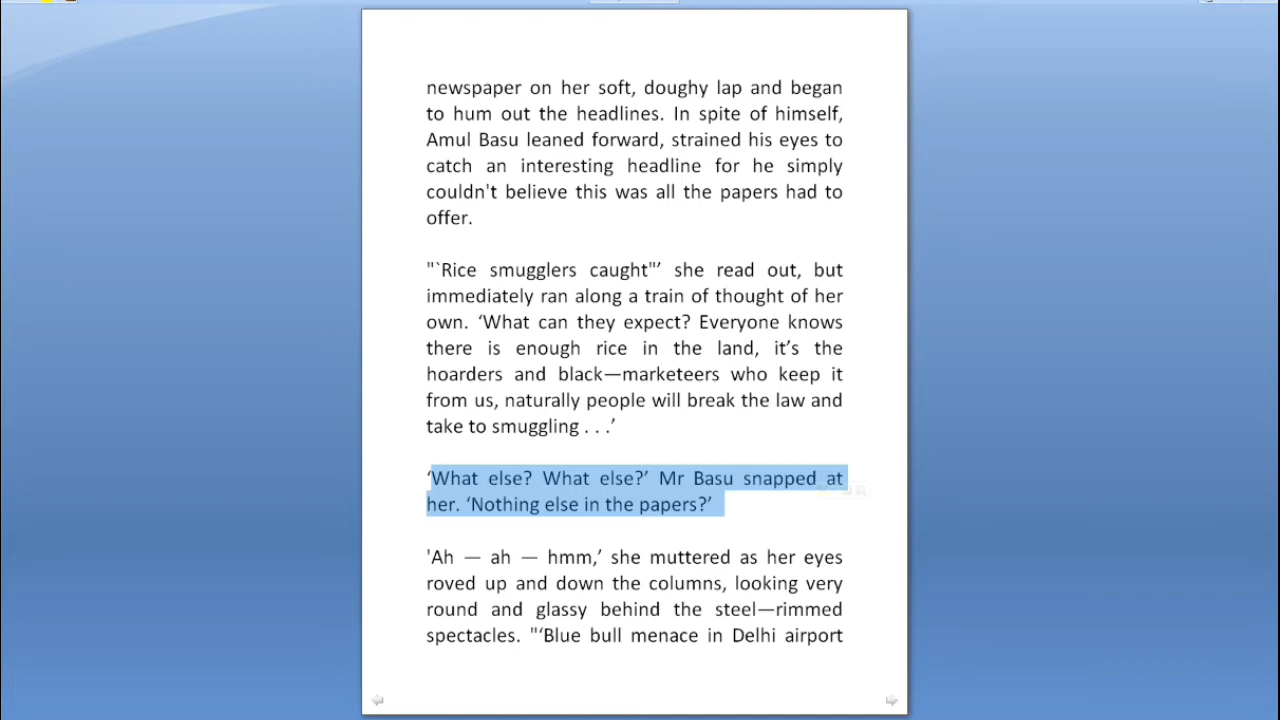 newspaper on her soft, doughy lap and began
to hum out the headlines. In spite of himself,
Amul Basu leaned forward, strained his eyes to
catch an interesting headline for he simply
couldn't believe this was all the papers had to
offer.
"`Rice smugglers caught"’ she read out, but
immediately ran along a train of thought of her
own. ‘What can they expect? Everyone knows
there is enough rice in the land, it’s the
hoarders and black—marketeers who keep it
from us, naturally people will break the law and
take to smuggling . . .’
‘What else? What else?’ Mr Basu snapped at
her. ‘Nothing else in the papers?’
'Ah — ah — hmm,’ she muttered as her eyes
roved up and down the columns, looking very
round and glassy behind the steel—rimmed
spectacles. "‘Blue bull menace in Delhi airport